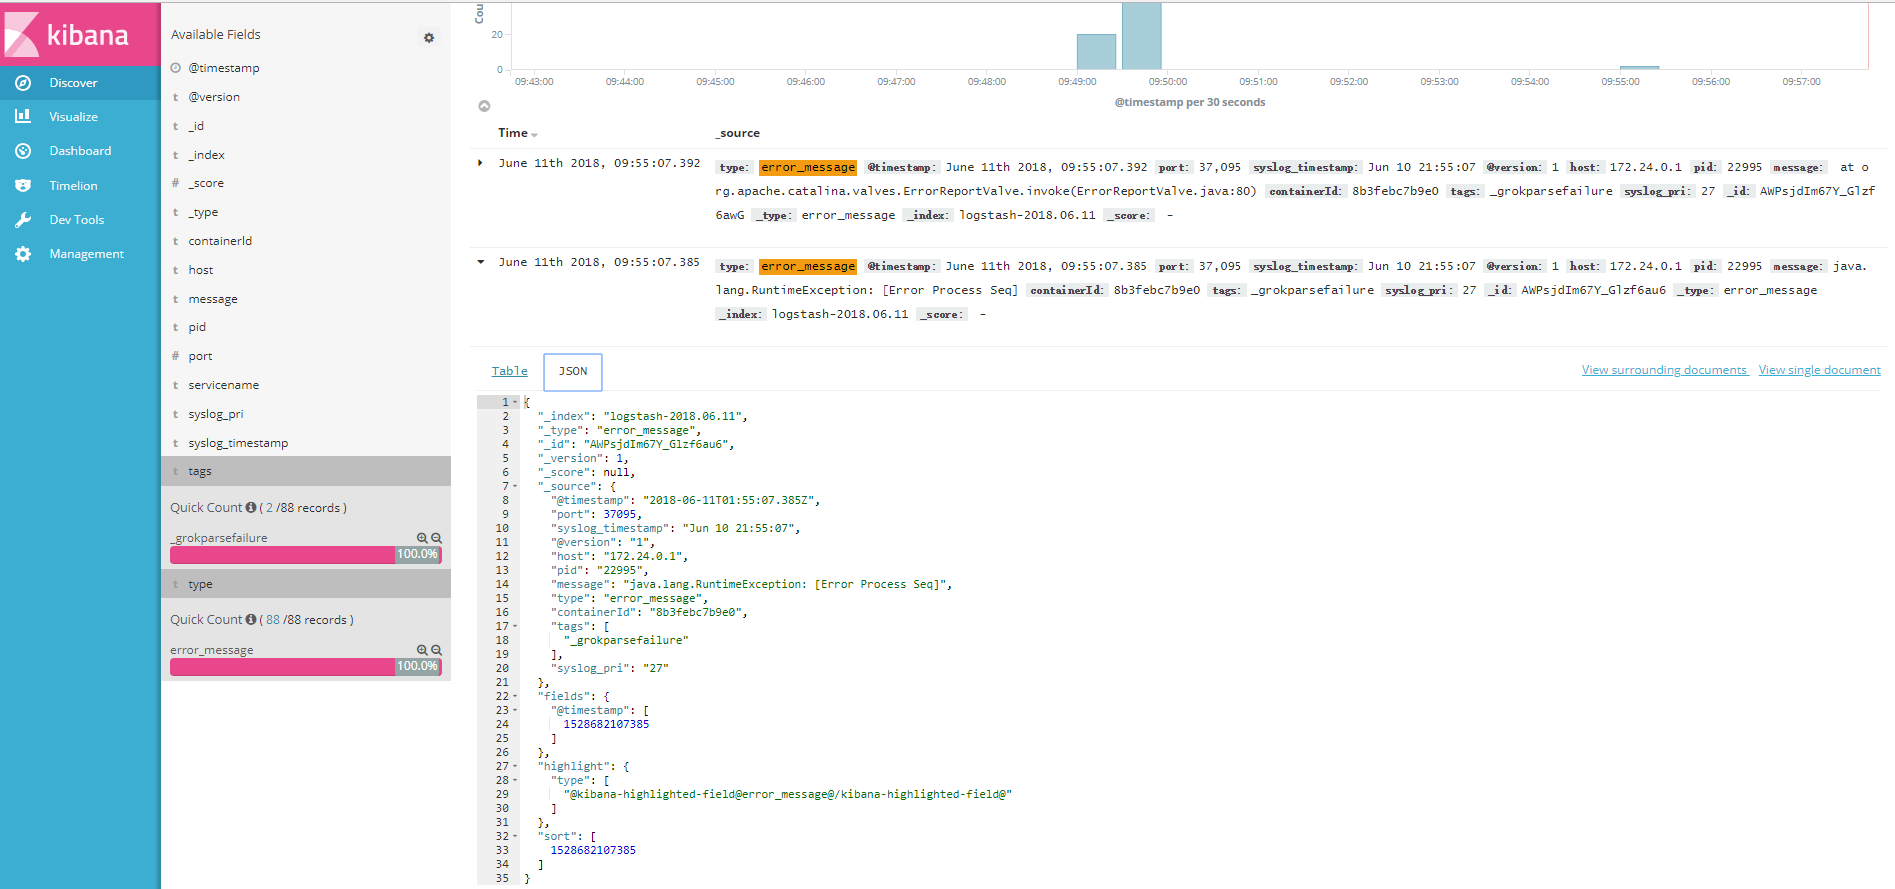 kibana
Discover
Visualize
Dashboard
Timelion
Dev Tools
Management
Available Fields
@timestamp
t @version
t _id
t _index
# _score
t _type
t containerId
t host
t message
t pid
# port
t servicename
t syslog_pri
t syslog_timestamp
t tags
Quick Count ( 2 /88 records )
_grokparsefailure
100.0%
t type
Quick Count ( 88 /88 records )
error_message
100.0%
Cou
20
0
09:43:00 09:44:00 09:45:00 09:46:00 09:47:00 09:48:00 09:49:00 09:50:00 09:51:00 09:52:00 09:53:00 09:54:00 09:55:00 09:56:00 09:57:00
@timestamp per 30 seconds
Time _source
June 11th 2018, 09:55:07.392 type: error_message @timestamp: June 11th 2018, 09:55:07.392 port: 37,095 syslog_timestamp: Jun 10 21:55:07 @version: 1 host: 172.24.0.1 pid: 22995 message: at o
rg.apache.catalina.valves.ErrorReportValve.invoke(ErrorReportValve.java:80) containerId: 8b3febc7b9e0 tags: _grokparsefailure syslog_pri: 27 _id: AWPsjdIm67Y_Glzf
6awG _type: error_message _index: logstash-2018.06.11 _score: -
June 11th 2018, 09:55:07.385 type: error_message @timestamp: June 11th 2018, 09:55:07.385 port: 37,095 syslog_timestamp: Jun 10 21:55:07 @version: 1 host: 172.24.0.1 pid: 22995 message: java.
lang.RuntimeException: [Error Process Seq] containerId: 8b3febc7b9e0 tags: _grokparsefailure syslog_pri: 27 _id: AWPsjdIm67Y_Glzf6au6 _type: error_message
_index: logstash-2018.06.11 _score: -
Table JSON View surrounding documents View single document
1 {
2 "_index": "logstash-2018.06.11",
3 "_type": "error_message",
4 "_id": "AWPsjdIm67Y_Glzf6au6",
5 "_version": 1,
6 "_score": null,
7 "_source": {
8 "@timestamp": "2018-06-11T01:55:07.385Z",
9 "port": 37095,
10 "syslog_timestamp": "Jun 10 21:55:07",
11 "@version": "1",
12 "host": "172.24.0.1",
13 "pid": "22995",
14 "message": "java.lang.RuntimeException: [Error Process Seq]",
15 "type": "error_message",
16 "containerId": "8b3febc7b9e0",
17 "tags": [
18 "_grokparsefailure"
19 ],
20 "syslog_pri": "27"
21 },
22 "fields": {
23 "@timestamp": [
24 1528682107385
25 ]
26 },
27 "highlight": {
28 "type": [
29 "@kibana-highlighted-field@error_message@/kibana-highlighted-field@"
30 ]
31 },
32 "sort": [
33 1528682107385
34 ]
35 }